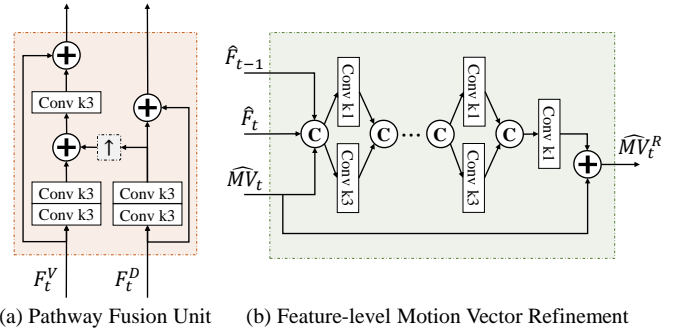 Conv k3
↑
Conv k3
Conv k3
Conv k3
Conv k3
F_t^V
F_t^D
(a) Pathway Fusion Unit
F̂_{t-1}
F̂_t
\widehat{MV}_t
C
Conv k1
Conv k3
C
...
C
Conv k1
Conv k3
C
Conv k1
\widehat{MV}_t^R
(b) Feature-level Motion Vector Refinement